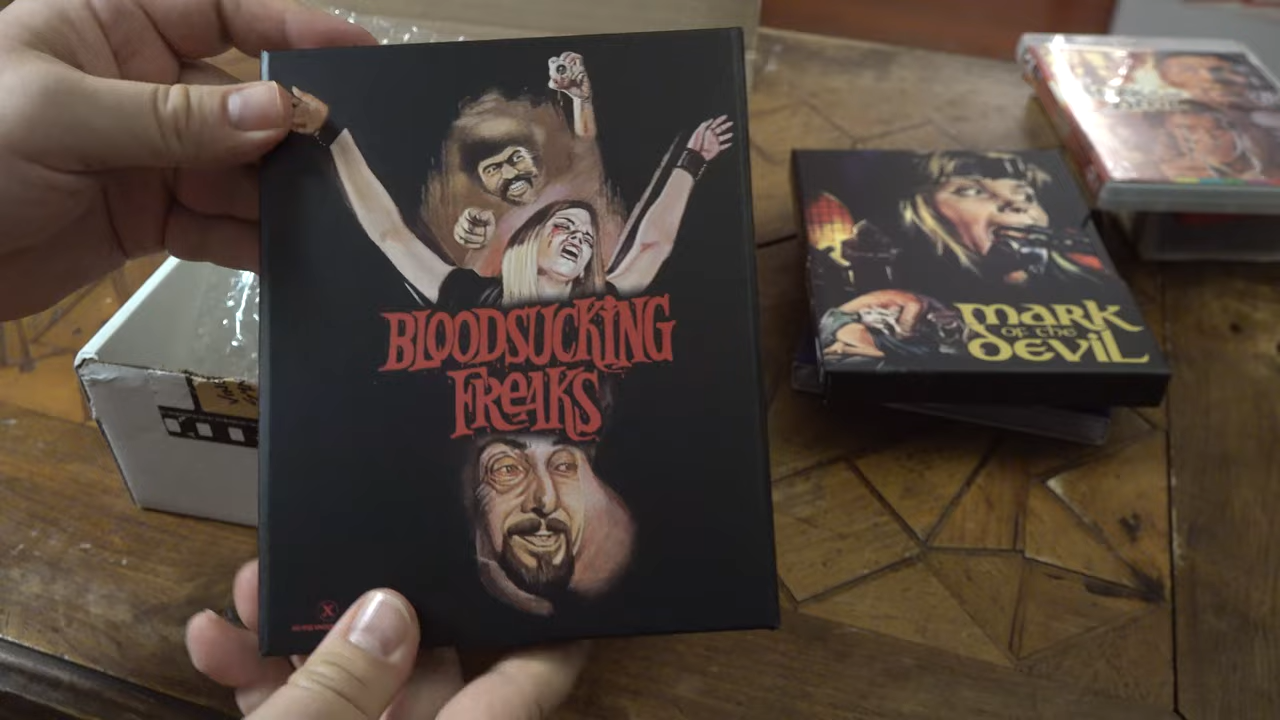 BLOODSUCKING
FREAKS
X
MARK
OF THE
DEVIL